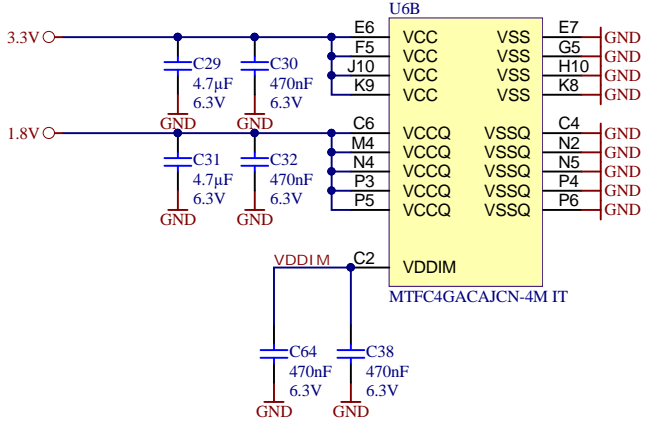 U6B
3.3V
E6 VCC VSS E7 GND
F5 VCC VSS G5 GND
J10 VCC VSS H10 GND
K9 VCC VSS K8 GND
C29 C30
4.7µF 470nF
6.3V 6.3V
GND GND
1.8V
C6 VCCQ VSSQ C4 GND
M4 VCCQ VSSQ N2 GND
N4 VCCQ VSSQ N5 GND
P3 VCCQ VSSQ P4 GND
P5 VCCQ VSSQ P6 GND
C31 C32
4.7µF 470nF
6.3V 6.3V
GND GND
VDDIM C2 VDDIM
MTFC4GACAJCN-4M IT
C64 C38
470nF 470nF
6.3V 6.3V
GND GND